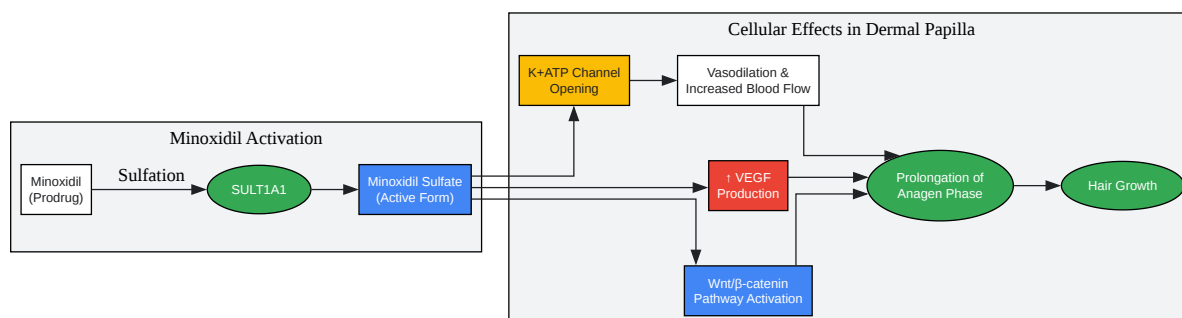 Cellular Effects in Dermal Papilla
K+ATP Channel
Opening
Vasodilation &
Increased Blood Flow
Minoxidil Activation
Minoxidil
(Prodrug)
Sulfation
SULT1A1
Minoxidil Sulfate
(Active Form)
↑ VEGF
Production
Prolongation of
Anagen Phase
Hair Growth
Wnt/β-catenin
Pathway Activation